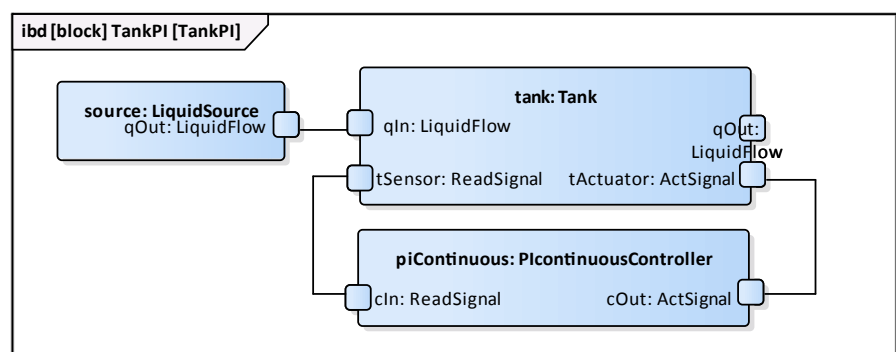 ibd [block] TankPI [TankPI]
source: LiquidSource
qOut: LiquidFlow
tank: Tank
qIn: LiquidFlow
qOut:
LiquidFlow
tSensor: ReadSignal
tActuator: ActSignal
piContinuous: PIcontinuousController
cIn: ReadSignal
cOut: ActSignal